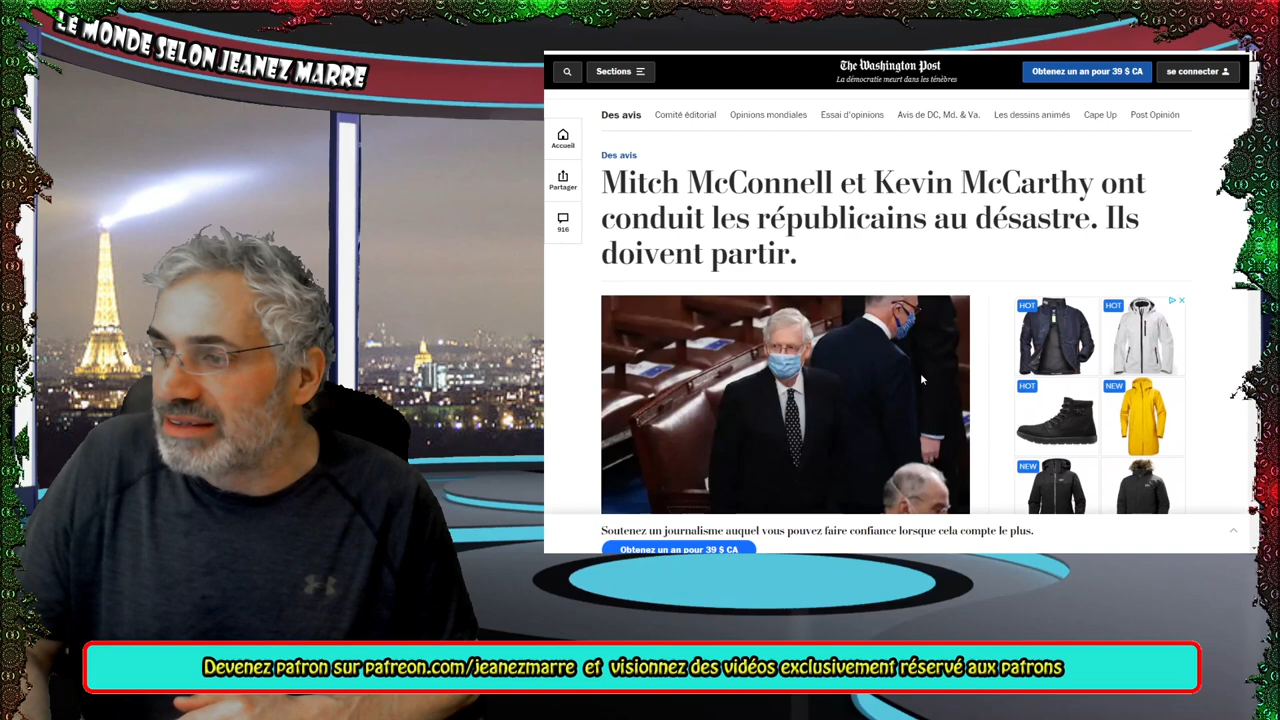 LE MONDE SELON JEANEZ MARRE
Sections
The Washington Post
La démocratie meurt dans les ténèbres
Obtenez un an pour 39 $ CA
se connecter
Des avis
Comité éditorial
Opinions mondiales
Essai d'opinions
Avis de DC, Md. & Va.
Les dessins animés
Cape Up
Post Opinión
Accueil
Partager
916
Des avis
Mitch McConnell et Kevin McCarthy ont
conduit les républicains au désastre. Ils
doivent partir.
HOT
HOT
HOT
NEW
NEW
Soutenez un journalisme auquel vous pouvez faire confiance lorsque cela compte le plus.
Obtenez un an pour 39 $ CA
Devenez patron sur patreon.com/jeanezmarre et visionnez des vidéos exclusivement réservé aux patrons